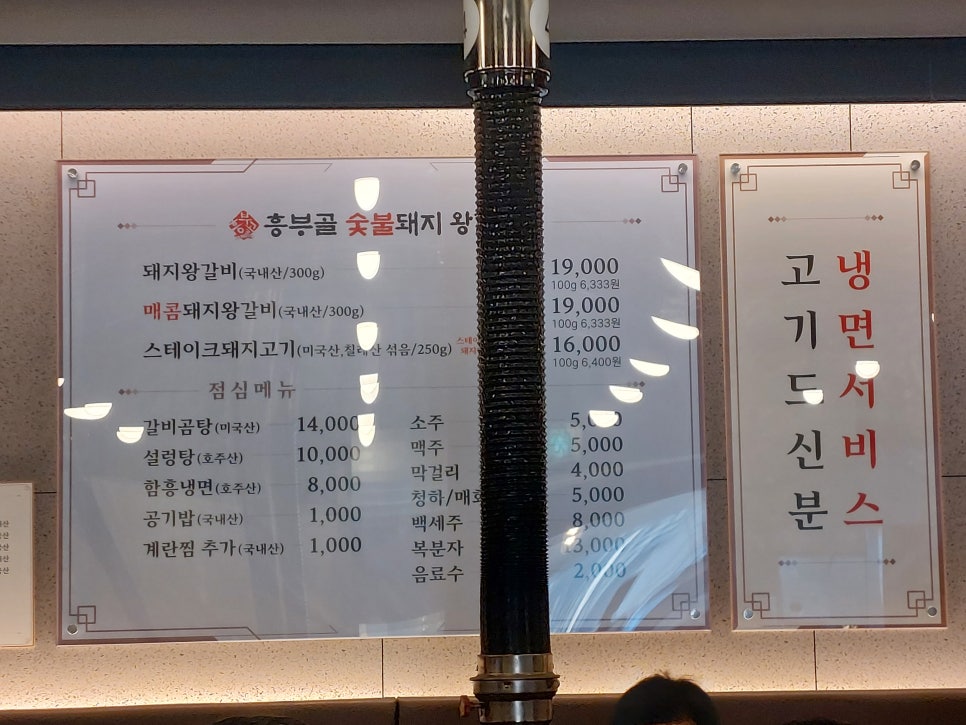 흥부골 숯불돼지 왕
돼지왕갈비(국내산/300g) 19,000
100g 6,333원
매콤돼지왕갈비(국내산/300g) 19,000
100g 6,333원
스테이크돼지고기(미국산,칠레산 섞음/250g) 16,000
100g 6,400원
점심메뉴
갈비곰탕(미국산) 14,000
설렁탕(호주산) 10,000
함흥냉면(호주산) 8,000
공기밥(국내산) 1,000
계란찜 추가(국내산) 1,000
소주 5,000
맥주 5,000
막걸리 4,000
청하/매화 5,000
백세주 8,000
복분자 13,000
음료수 2,000
고기드신분
냉면서비스